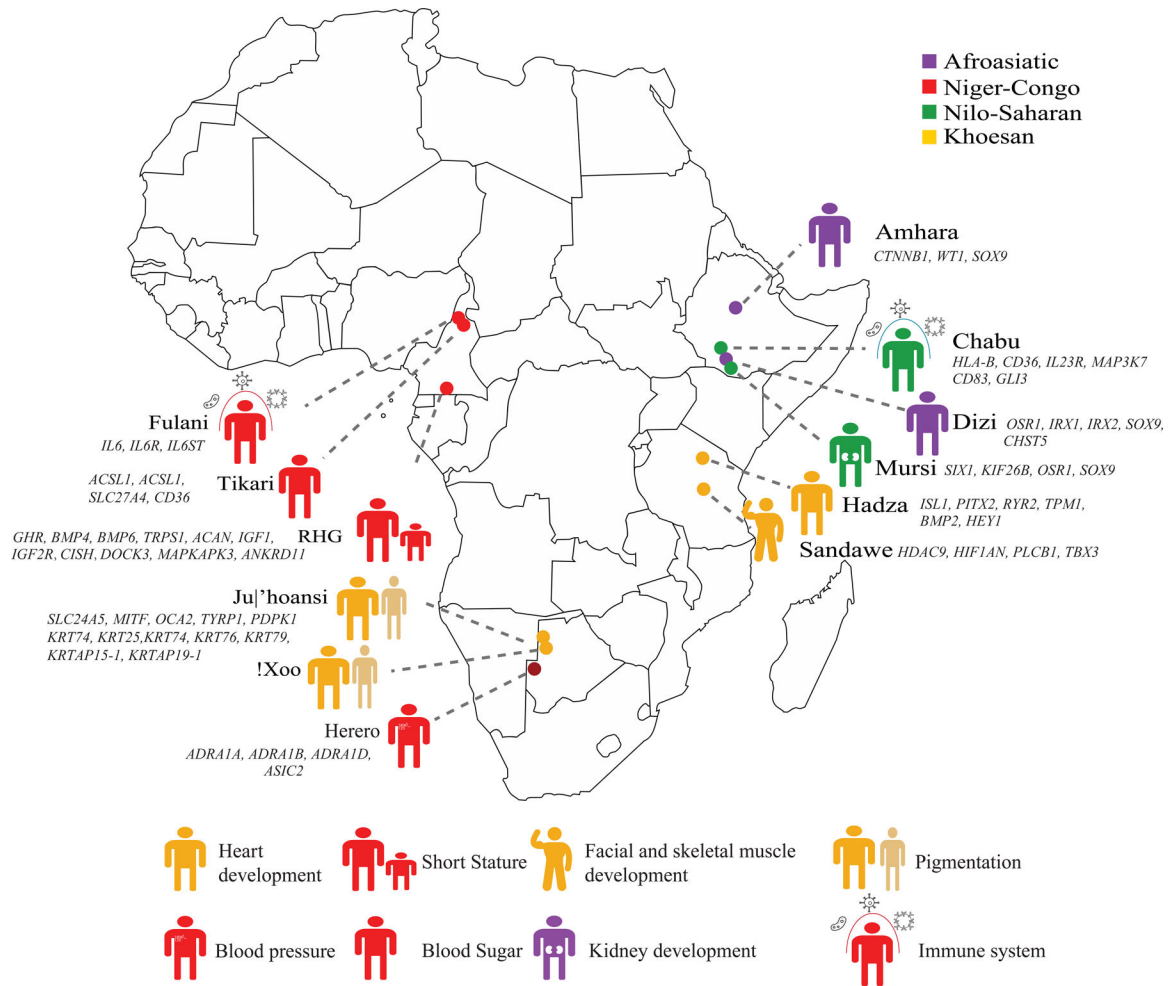 Afroasiatic
Niger-Congo
Nilo-Saharan
Khoesan
Amhara
CTNNB1, WT1, SOX9
Chabu
HLA-B, CD36, IL23R, MAP3K7
CD83, GLI3
Dizi
OSR1, IRX1, IRX2, SOX9,
CHST5
Mursi
SIX1, KIF26B, OSR1, SOX9
Hadza
ISL1, PITX2, RYR2, TPM1,
BMP2, HEY1
Sandawe
HDAC9, HIF1AN, PLCB1, TBX3
Fulani
IL6, IL6R, IL6ST
Tikari
ACSL1, ACSL1,
SLC27A4, CD36
RHG
GHR, BMP4, BMP6, TRPS1, ACAN, IGF1,
IGF2R, CISH, DOCK3, MAPKAPK3, ANKRD11
Ju|'hoansi
SLC24A5, MITF, OCA2, TYRP1, PDPK1
KRT74, KRT25,KRT74, KRT76, KRT79,
KRTAP15-1, KRTAP19-1
!Xoo
Herero
ADRA1A, ADRA1B, ADRA1D,
ASIC2
Heart
development
Short Stature
Facial and skeletal muscle
development
Pigmentation
Blood pressure
Blood Sugar
Kidney development
Immune system